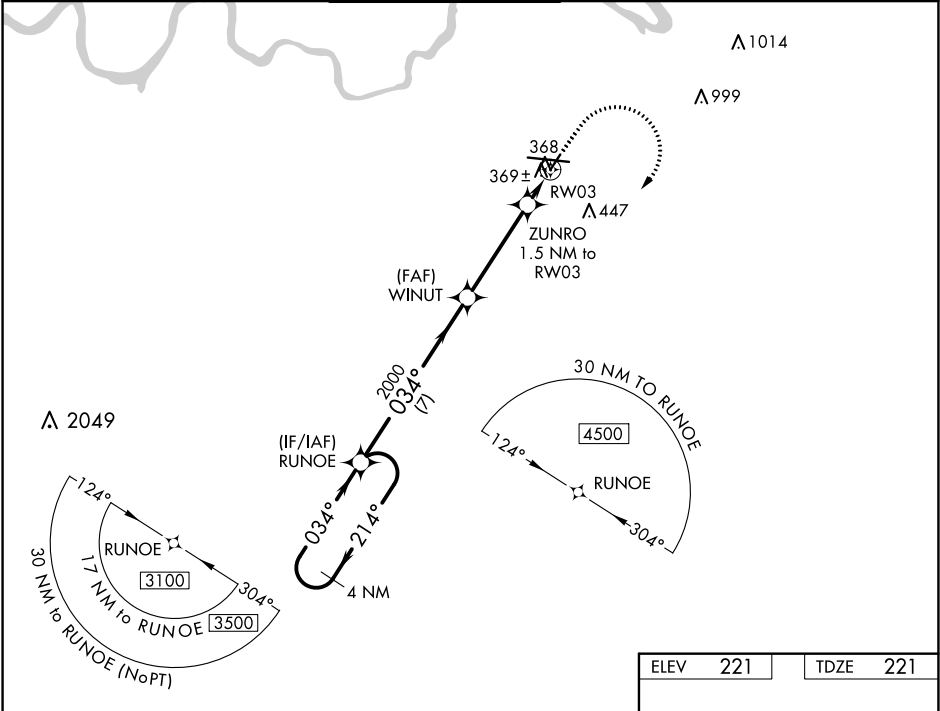 1014
999
368
369±
RW03
447
ZUNRO
1.5 NM to
RW03
(FAF)
WINUT
2000
034°
(7)
30 NM TO RUNOE
4500
124°
RUNOE
304°
2049
(IF/IAF)
RUNOE
034°
214°
4 NM
124°
RUNOE
3100
304°
17 NM to RUNOE
3500
30 NM to RUNOE (NoPT)
ELEV 221
TDZE 221